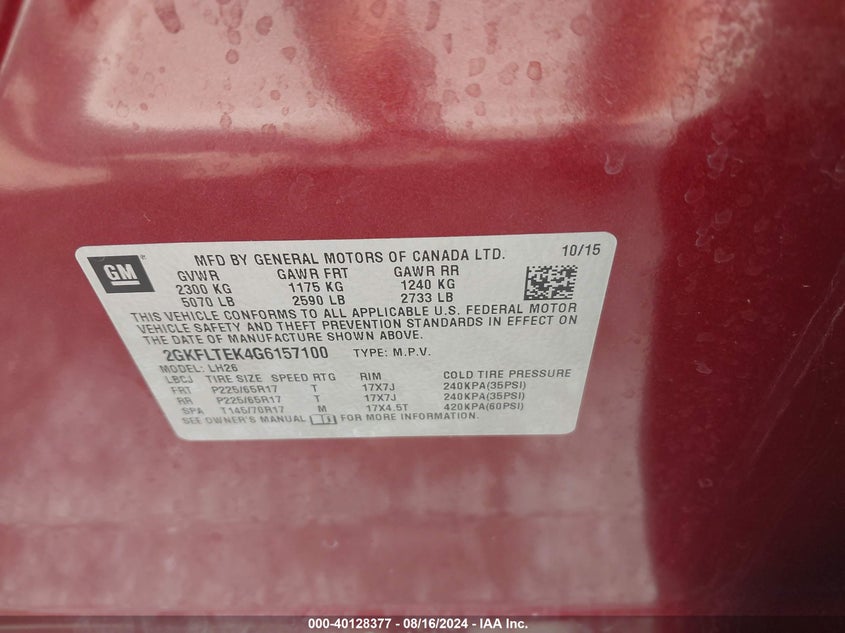 GM
MFD BY GENERAL MOTORS OF CANADA LTD. 10/15
GVWR GAWR FRT GAWR RR
2300 KG 1175 KG 1240 KG
5070 LB 2590 LB 2733 LB
THIS VEHICLE CONFORMS TO ALL APPLICABLE U.S. FEDERAL MOTOR
VEHICLE SAFETY AND THEFT PREVENTION STANDARDS IN EFFECT ON
THE DATE OF MANUFACTURE SHOWN ABOVE.
2GKFLTEK4G6157100 TYPE: M.P.V.
MODEL: LH26
LBCJ TIRE SIZE SPEED RTG RIM COLD TIRE PRESSURE
FRT P225/65R17 T 17X7J 240KPA(35PSI)
RR P225/65R17 T 17X7J 240KPA(35PSI)
SPA T145/70R17 M 17X4.5T 420KPA(60PSI)
SEE OWNER'S MANUAL FOR MORE INFORMATION.
000-40128377 - 08/16/2024 - IAA Inc.